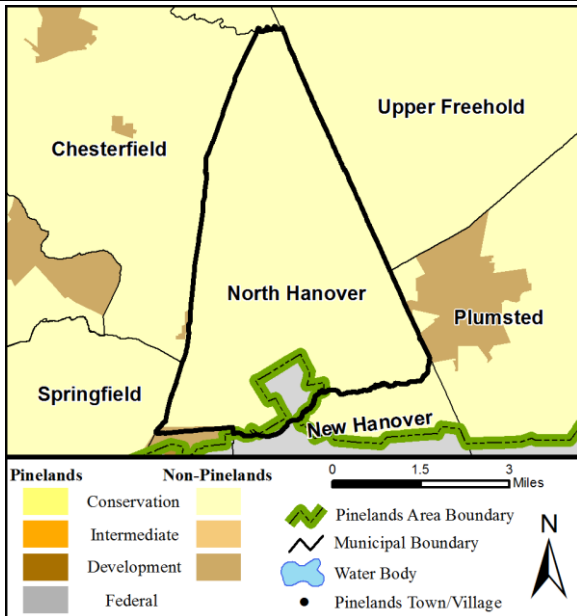 Upper Freehold
Chesterfield
North Hanover
Plumsted
Springfield
New Hanover
Pinelands Non-Pinelands
Conservation
Intermediate
Development
Federal
0 1.5 3
Miles
Pinelands Area Boundary
Municipal Boundary
Water Body
Pinelands Town/Village
N